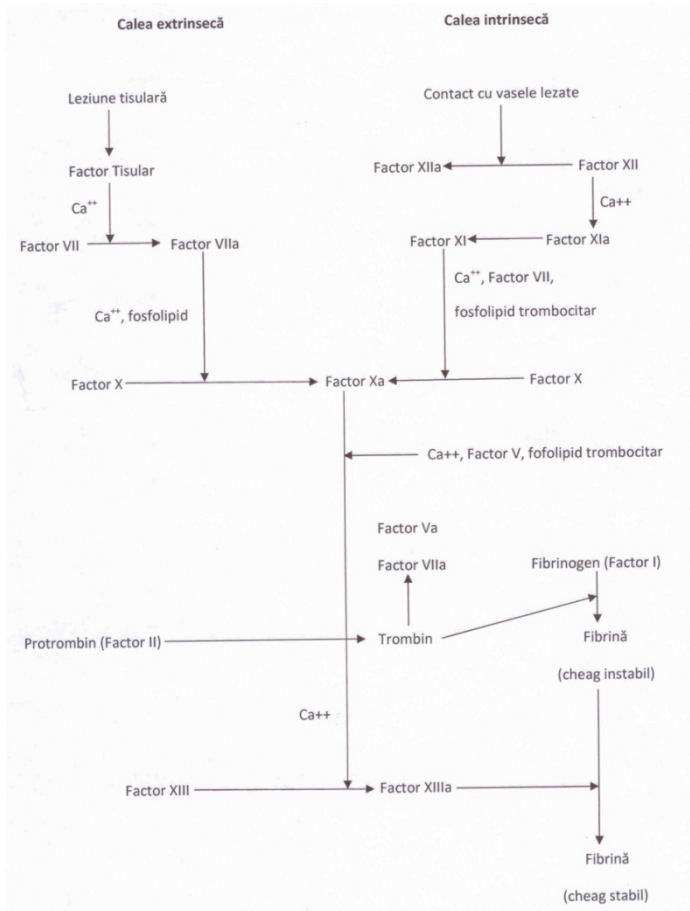 Calea extrinsecă
Calea intrinsecă
Leziune tisulară
Contact cu vasele lezate
Factor Tisular
Factor XIIa
Factor XII
Ca⁺⁺
Ca++
Factor VII
Factor VIIa
Factor XI
Factor XIa
Ca⁺⁺, Factor VII,
Ca⁺⁺, fosfolipid
fosfolipid trombocitar
Factor X
Factor Xa
Factor X
Ca++, Factor V, fofolipid trombocitar
Factor Va
Factor VIIa
Fibrinogen (Factor I)
Protrombin (Factor II)
Trombin
Fibrină
(cheag instabil)
Ca++
Factor XIII
Factor XIIIa
Fibrină
(cheag stabil)